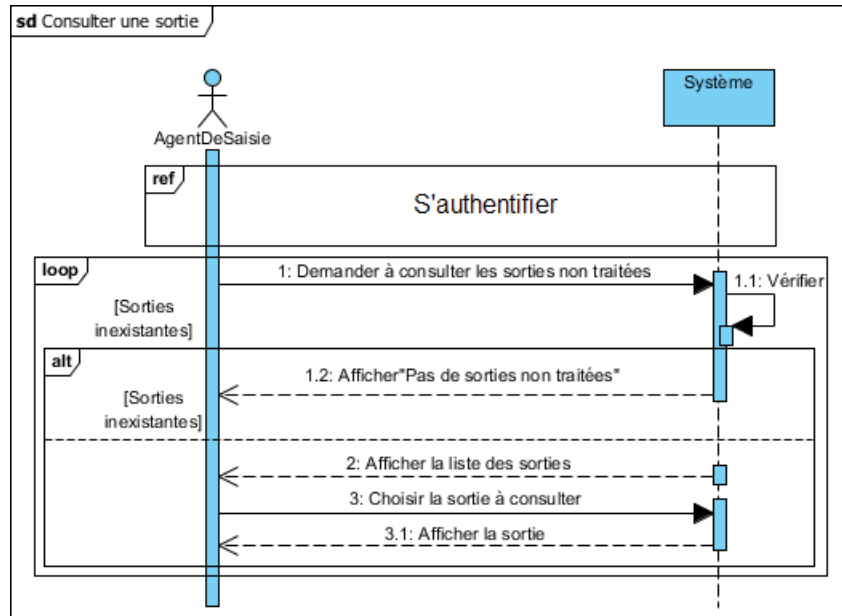 sd Consulter une sortie
Système
AgentDeSaisie
ref
S'authentifier
loop
1: Demander à consulter les sorties non traitées
1.1: Vérifier
[Sorties
inexistantes]
alt
1.2: Afficher"Pas de sorties non traitées"
[Sorties
inexistantes]
2: Afficher la liste des sorties
3: Choisir la sortie à consulter
3.1: Afficher la sortie